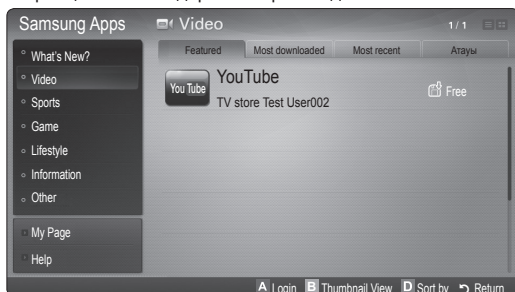 Samsung Apps
Video
1 / 1
What's New?
Video
Sports
Game
Lifestyle
Information
Other
My Page
Help
Featured
Most downloaded
Most recent
Атауы
You Tube
YouTube
TV store Test User002
Free
A Login B Thumbnail View D Sort by Return